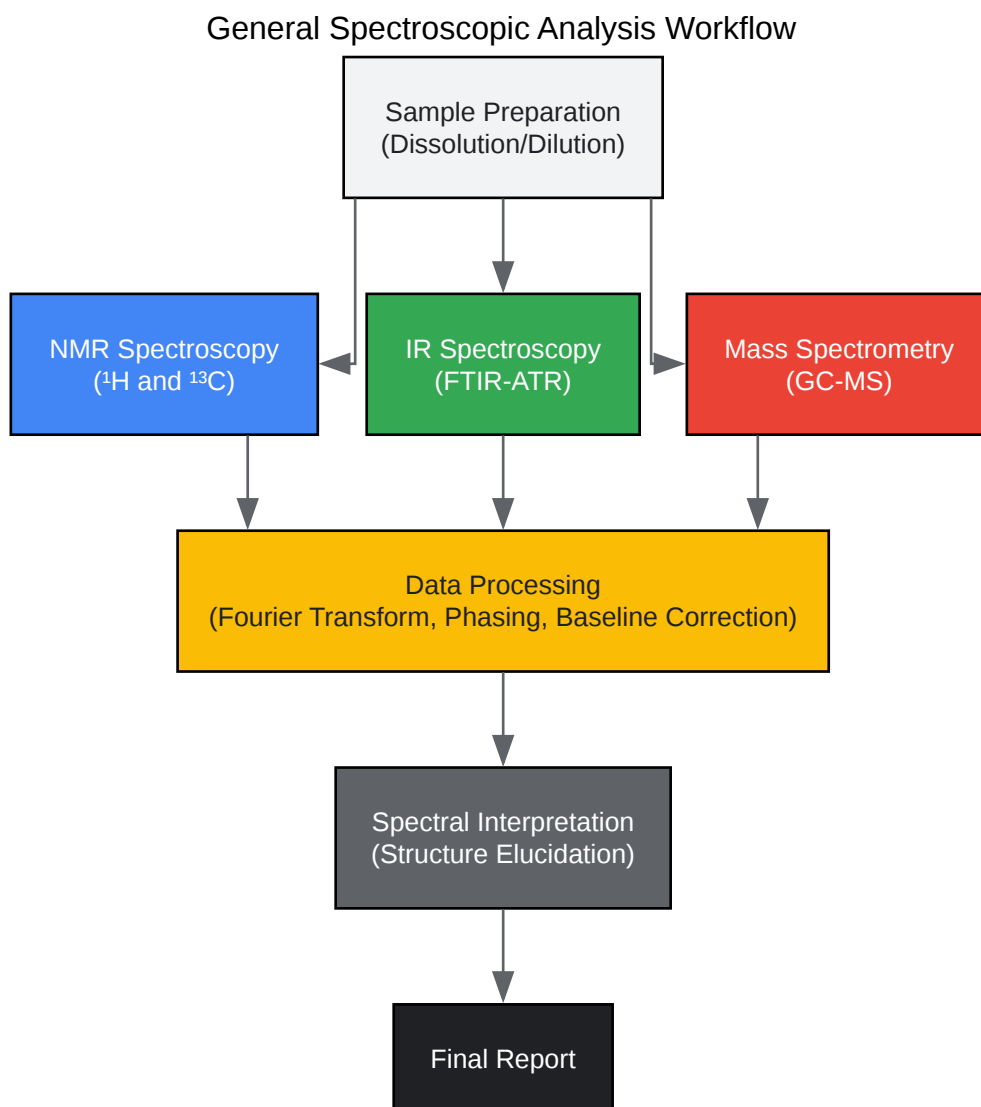 General Spectroscopic Analysis Workflow
Sample Preparation
(Dissolution/Dilution)
NMR Spectroscopy
(¹H and ¹³C)
IR Spectroscopy
(FTIR-ATR)
Mass Spectrometry
(GC-MS)
Data Processing
(Fourier Transform, Phasing, Baseline Correction)
Spectral Interpretation
(Structure Elucidation)
Final Report